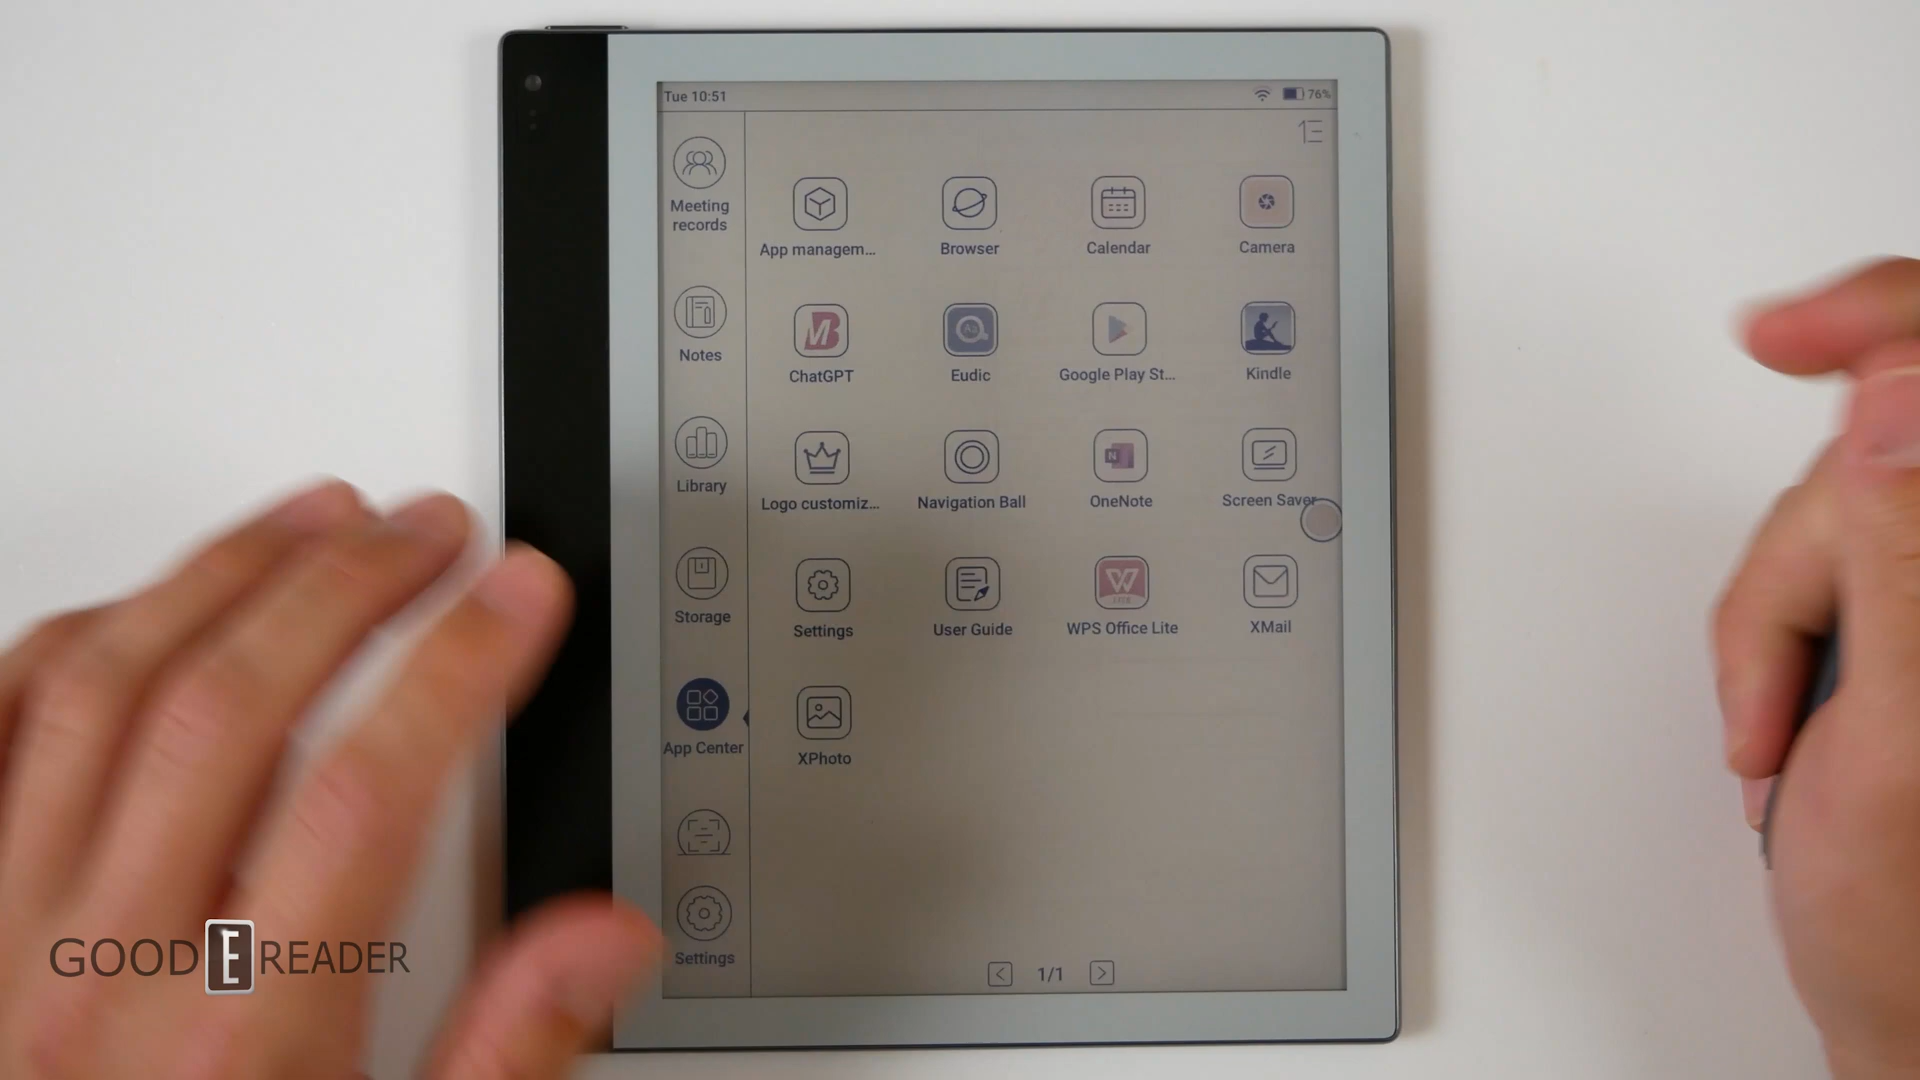 Tue 10:51
76%
Meeting
records
Notes
Library
Storage
App Center
Settings
App managem...
Browser
Calendar
Camera
ChatGPT
Eudic
Google Play St...
Kindle
Logo customiz...
Navigation Ball
OneNote
Screen Saver
Settings
User Guide
WPS Office Lite
XMail
XPhoto
1/1
GOOD E READER